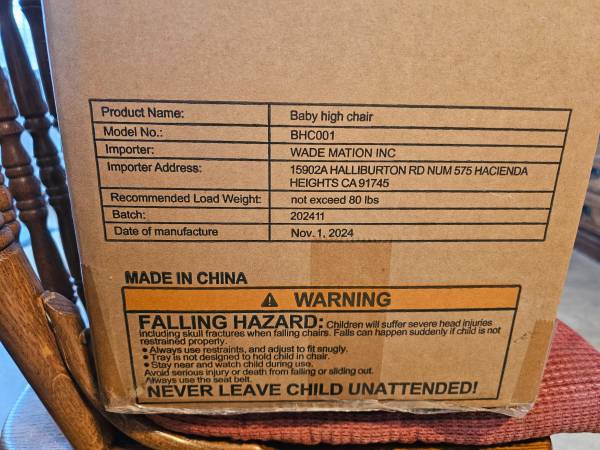 Product Name: Baby high chair
Model No.: BHC001
Importer: WADE MATION INC
Importer Address: 15902A HALLIBURTON RD NUM 575 HACIENDA
HEIGHTS CA 91745
Recommended Load Weight: not exceed 80 lbs
Batch: 202411
Date of manufacture Nov. 1, 2024
MADE IN CHINA
WARNING
FALLING HAZARD: Children will suffer severe head injuries
including skull fractures when falling chairs. Falls can happen suddenly if child is not
restrained properly.
• Always use restraints, and adjust to fit snugly.
• Tray is not designed to hold child in chair.
• Stay near and watch child during use.
Avoid serious injury or death from falling or sliding out.
Always use the seat belt.
NEVER LEAVE CHILD UNATTENDED!